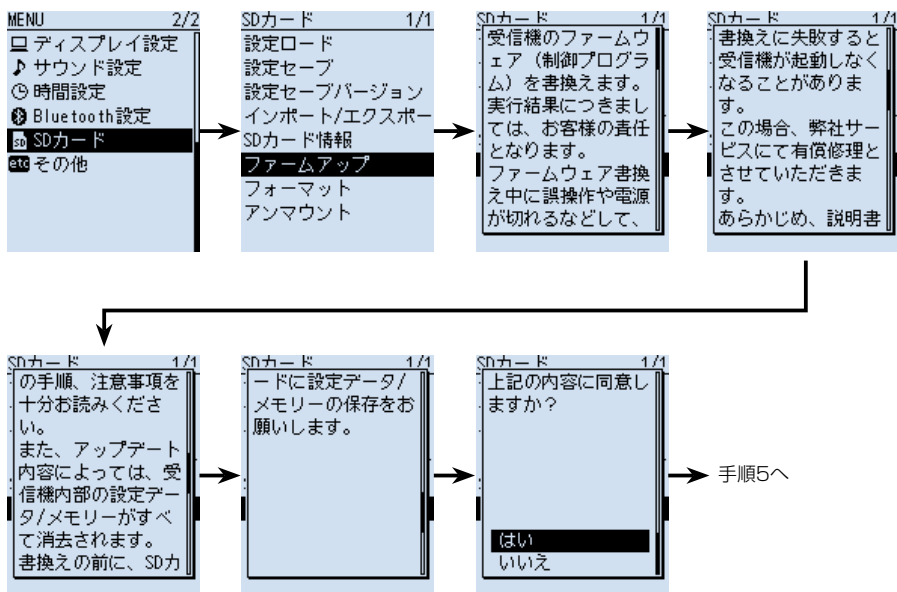 MENU 2/2
ディスプレイ設定
サウンド設定
時間設定
Bluetooth設定
SDカード
etc その他
SDカード 1/1
設定ロード
設定セーブ
設定セーブバージョン
インポート/エクスポー
SDカード情報
ファームアップ
フォーマット
アンマウント
SDカード 1/1
受信機のファームウ
ェア（制御プログラ
ム）を書換えます。
実行結果につきまし
ては、お客様の責任
となります。
ファームウェア書換
え中に誤操作や電源
が切れるなどして、
SDカード 1/1
書換えに失敗すると
受信機が起動しなく
なることがありま
す。
この場合、弊社サー
ビスにて有償修理と
させていただきま
す。
あらかじめ、説明書
SDカード 1/1
の手順、注意事項を
十分お読みくださ
い。
また、アップデート
内容によっては、受
信機内部の設定デー
タ/メモリーがすべ
て消去されます。
書換えの前に、SDカ
SDカード 1/1
ードに設定データ/
メモリーの保存をお
願いします。
SDカード 1/1
上記の内容に同意し
ますか？
はい
いいえ
手順5へ